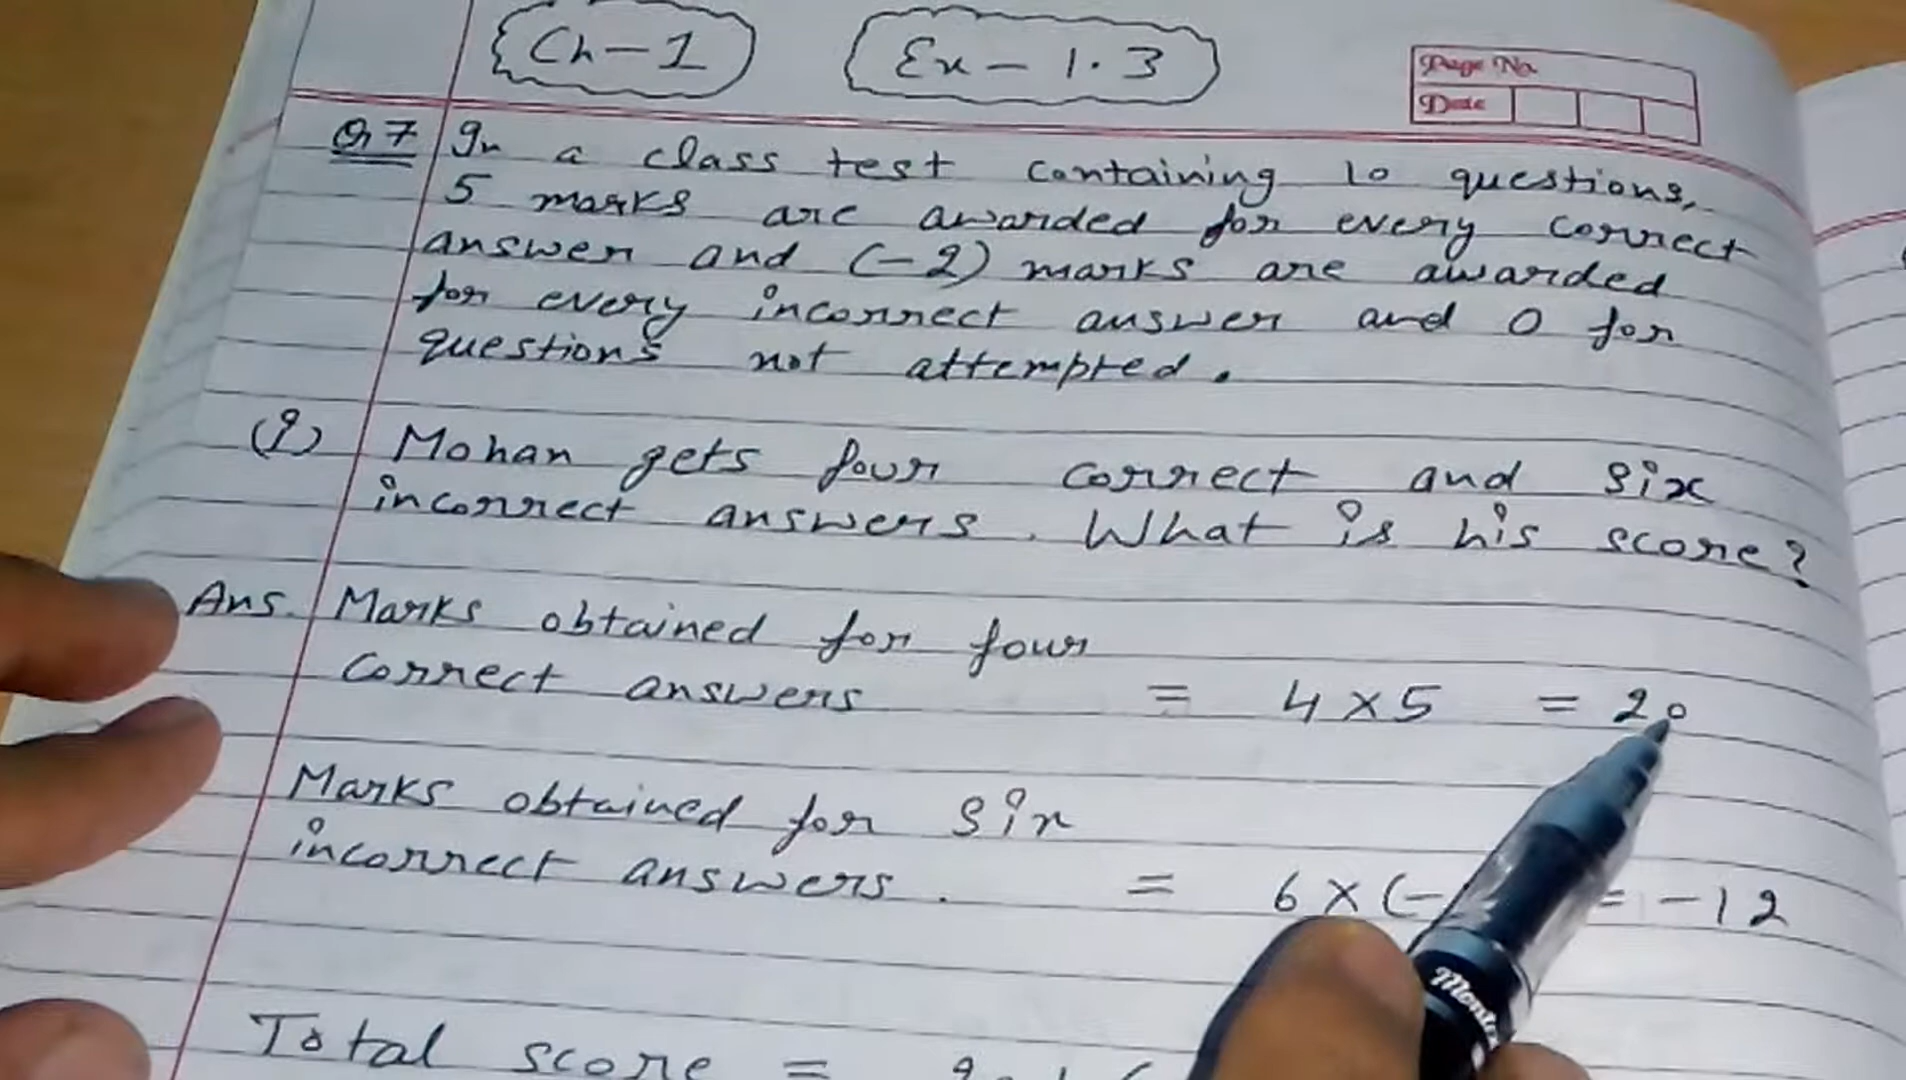 Ch-1
Ex-1.3
Page No.
Date
Q7 In a class test containing 10 questions,
5 marks are awarded for every correct
answer and (-2) marks are awarded
for every incorrect answer and 0 for
questions not attempted.
(i) Mohan gets four correct and six
incorrect answers. What is his score?
Ans. Marks obtained for four
correct answers = 4×5 = 20
Marks obtained for six
incorrect answers. = 6×(- = -12
Total score =